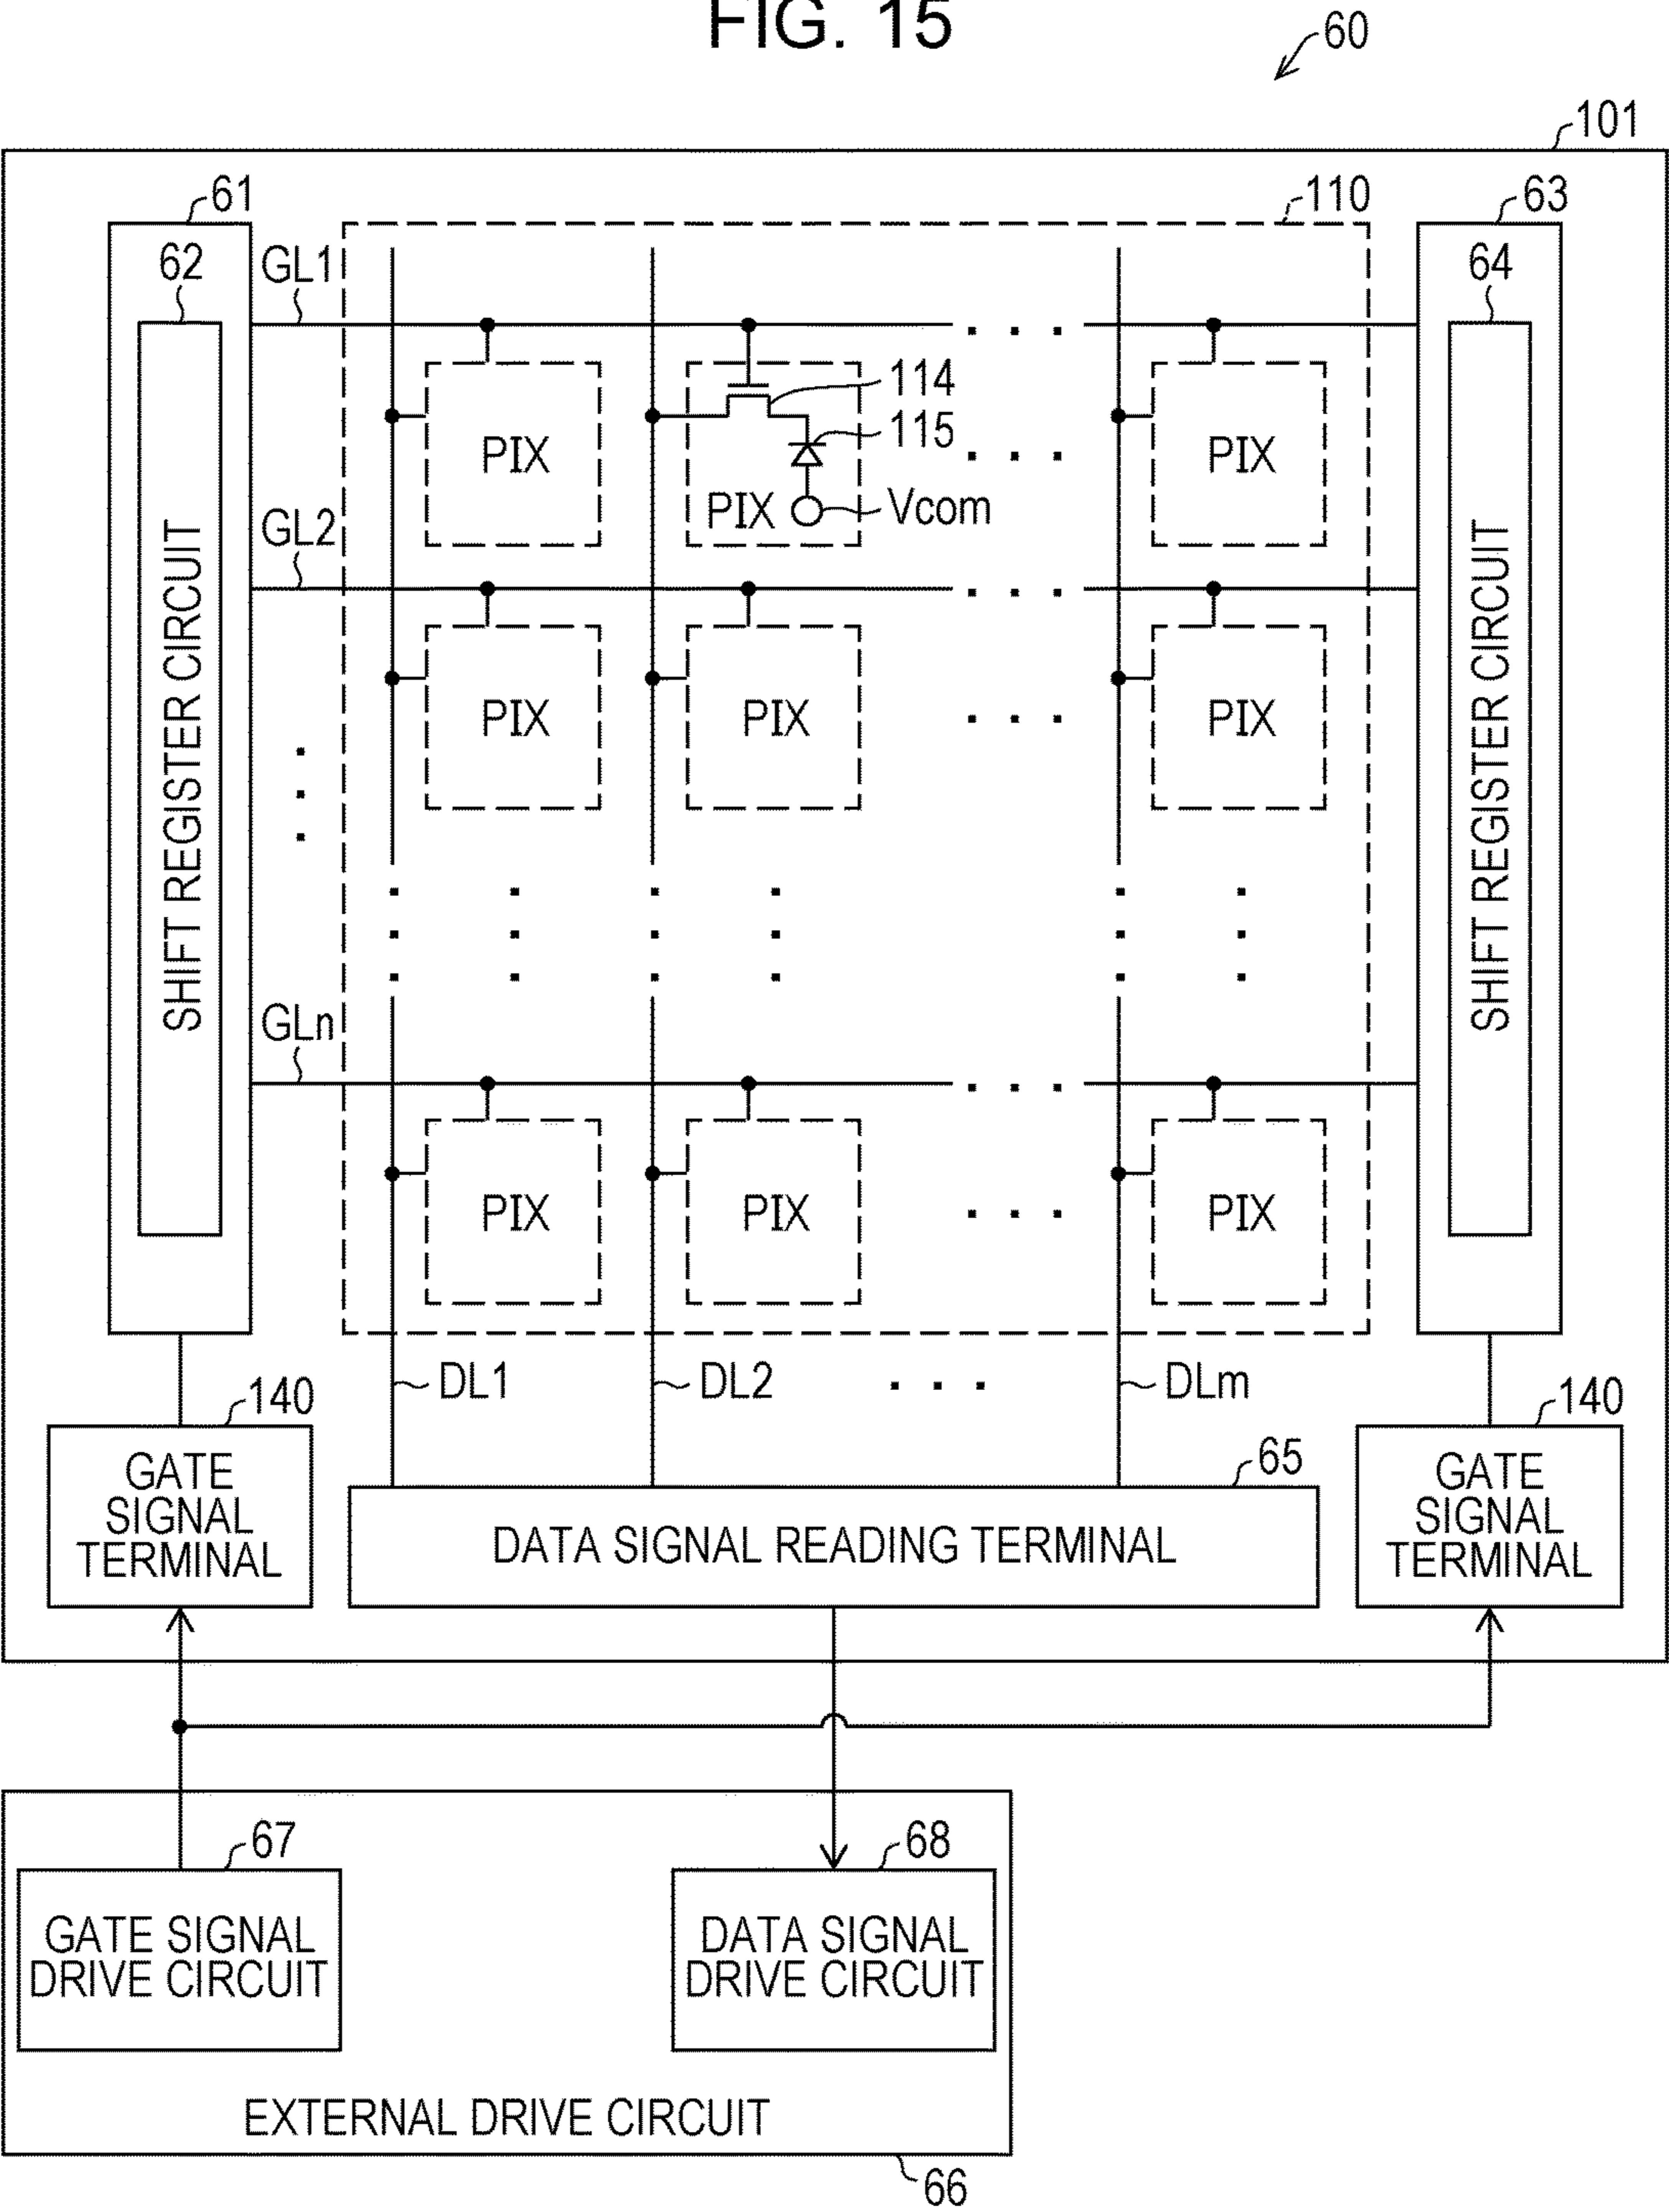 FIG. 15
60
101
61
110
63
62
GL1
64
114
PIX
115
PIX
PIX
Vcom
GL2
SHIFT REGISTER CIRCUIT
SHIFT REGISTER CIRCUIT
PIX
PIX
PIX
GLn
PIX
PIX
PIX
DL1
DL2
DLm
140
140
65
GATE
SIGNAL
TERMINAL
DATA SIGNAL READING TERMINAL
GATE
SIGNAL
TERMINAL
67
68
GATE SIGNAL
DRIVE CIRCUIT
DATA SIGNAL
DRIVE CIRCUIT
EXTERNAL DRIVE CIRCUIT
66